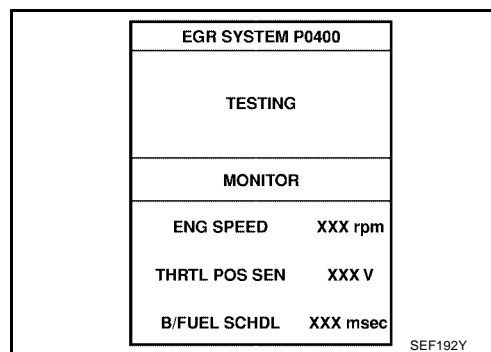 EGR SYSTEM P0400
TESTING
MONITOR
ENG SPEED XXX rpm
THRTL POS SEN XXX V
B/FUEL SCHDL XXX msec
SEF192Y